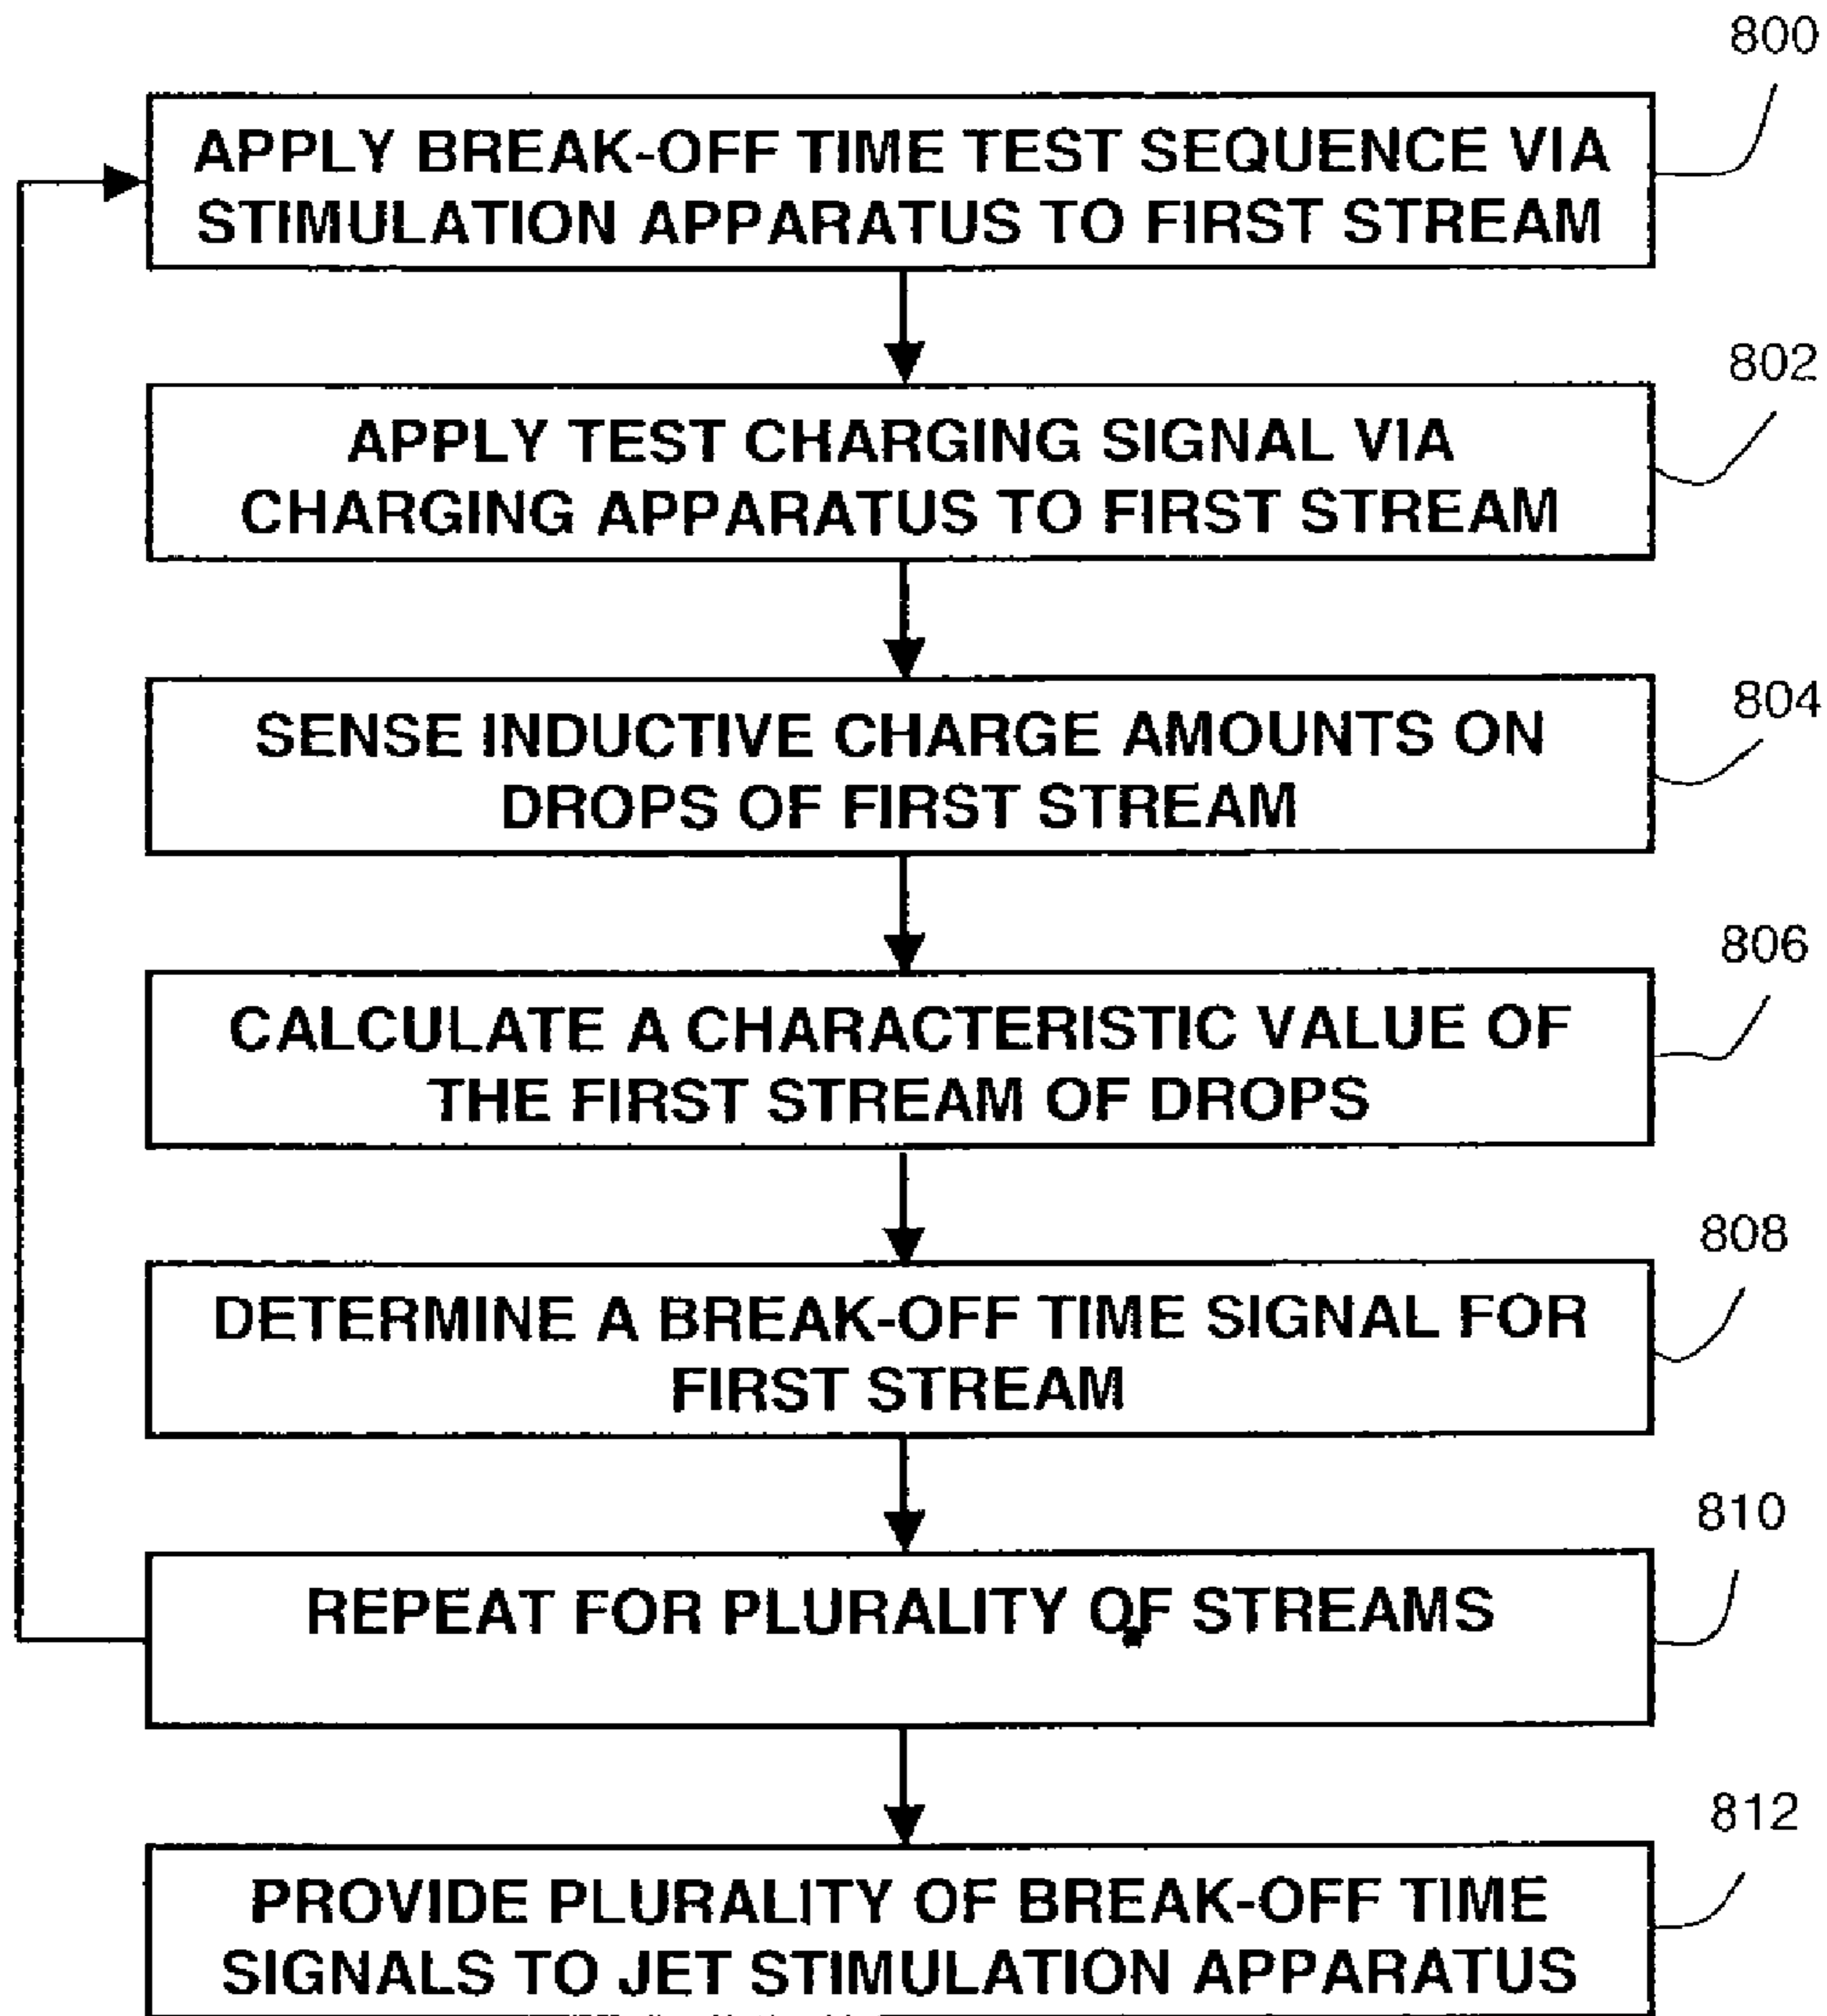 800
APPLY BREAK-OFF TIME TEST SEQUENCE VIA
STIMULATION APPARATUS TO FIRST STREAM
802
APPLY TEST CHARGING SIGNAL VIA
CHARGING APPARATUS TO FIRST STREAM
804
SENSE INDUCTIVE CHARGE AMOUNTS ON
DROPS OF FIRST STREAM
806
CALCULATE A CHARACTERISTIC VALUE OF
THE FIRST STREAM OF DROPS
808
DETERMINE A BREAK-OFF TIME SIGNAL FOR
FIRST STREAM
810
REPEAT FOR PLURALITY OF STREAMS
812
PROVIDE PLURALITY OF BREAK-OFF TIME
SIGNALS TO JET STIMULATION APPARATUS